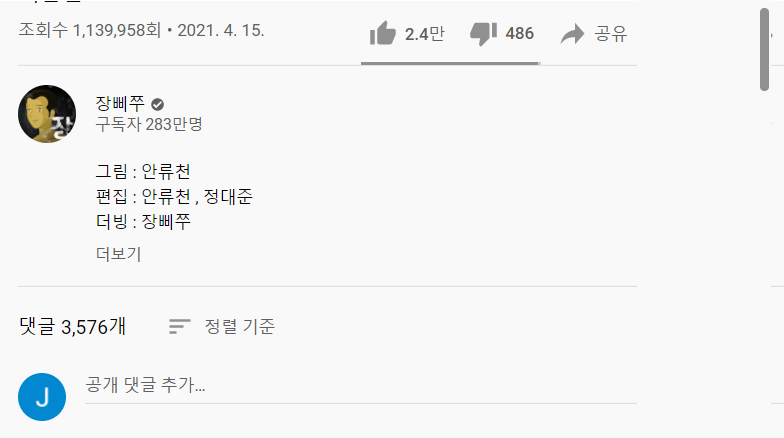 조회수 1,139,958회 • 2021. 4. 15.
2.4만
486
공유
장삐쭈
구독자 283만명
장
그림 : 안류천
편집 : 안류천 , 정대준
더빙 : 장삐쭈
더보기
댓글 3,576개
정렬 기준
J
공개 댓글 추가...